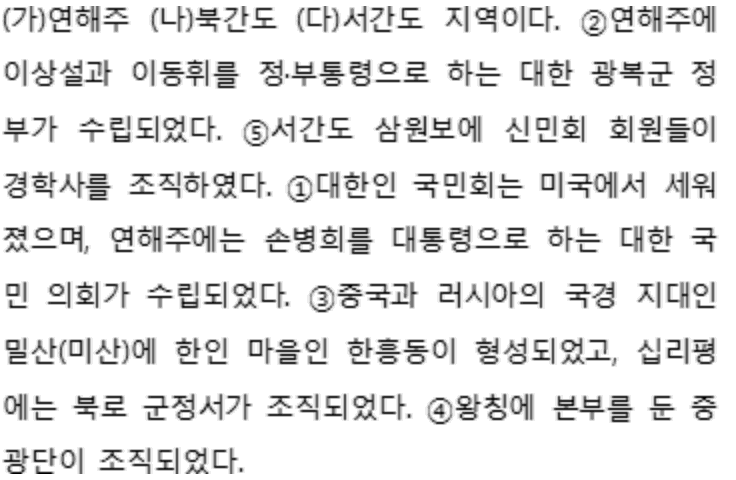 (가)연해주 (나)북간도 (다)서간도 지역이다. ②연해주에
이상설과 이동휘를 정·부통령으로 하는 대한 광복군 정
부가 수립되었다. ⑤서간도 삼원보에 신민회 회원들이
경학사를 조직하였다. ①대한인 국민회는 미국에서 세워
졌으며, 연해주에는 손병희를 대통령으로 하는 대한 국
민 의회가 수립되었다. ③중국과 러시아의 국경 지대인
밀산(미산)에 한인 마을인 한흥동이 형성되었고, 십리평
에는 북로 군정서가 조직되었다. ④왕칭에 본부를 둔 중
광단이 조직되었다.